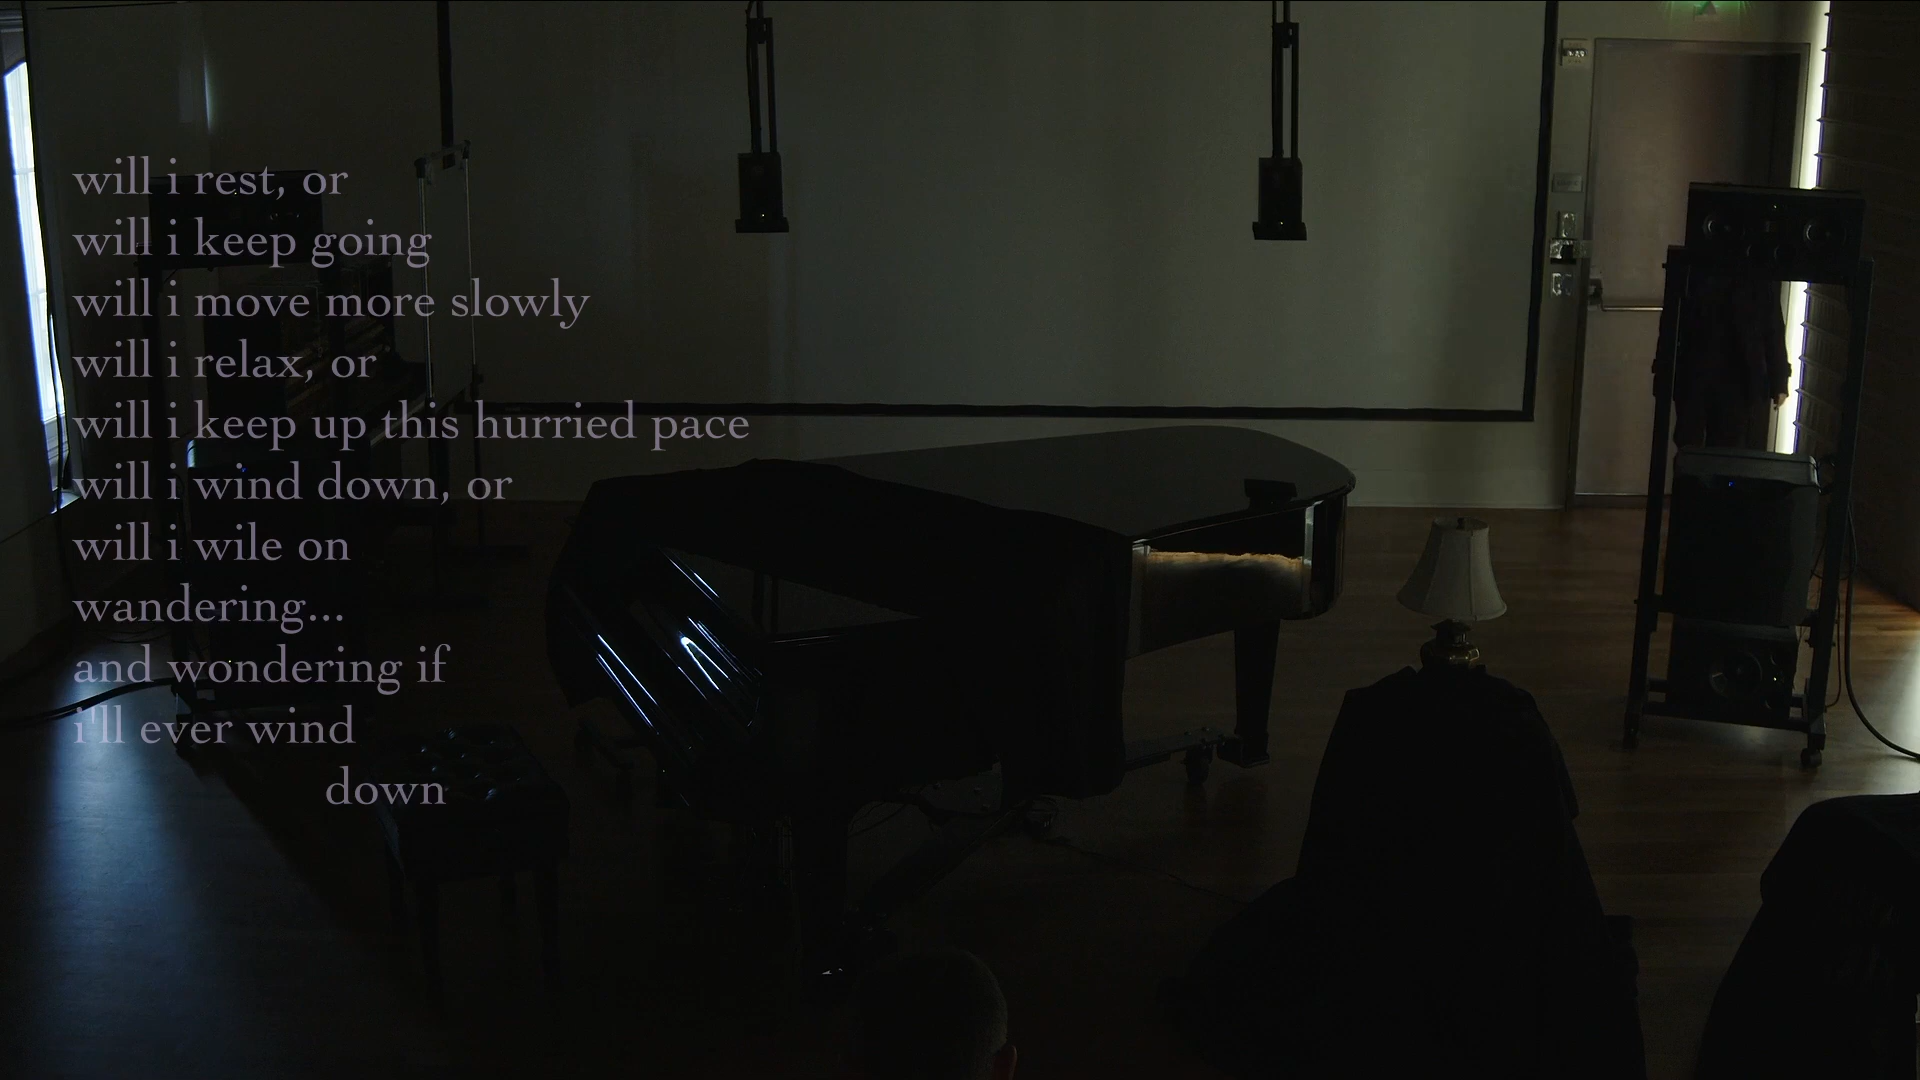 will i rest, or
will i keep going
will i move more slowly
will i relax, or
will i keep up this hurried pace
will i wind down, or
will i wile on
wandering...
and wondering if
i'll ever wind
down